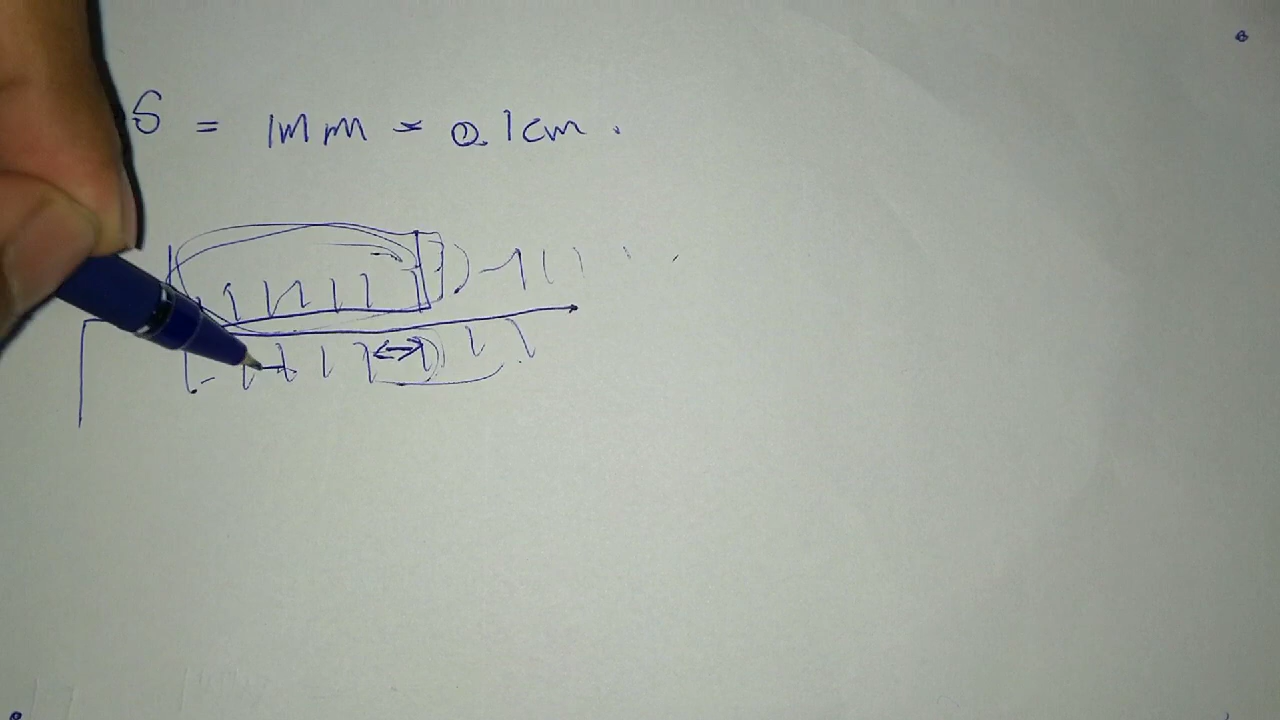 S = 1mm = 0.1cm.